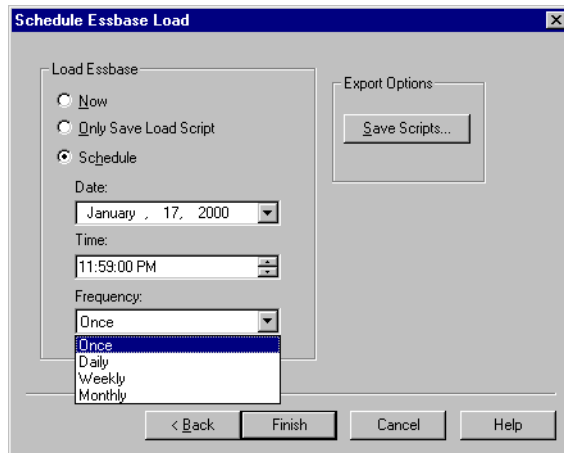 Schedule Essbase Load
Load Essbase
Now
Only Save Load Script
Schedule
Date:
January , 17, 2000
Time:
11:59:00 PM
Frequency:
Once
Once
Daily
Weekly
Monthly
Export Options
Save Scripts...
< Back
Finish
Cancel
Help